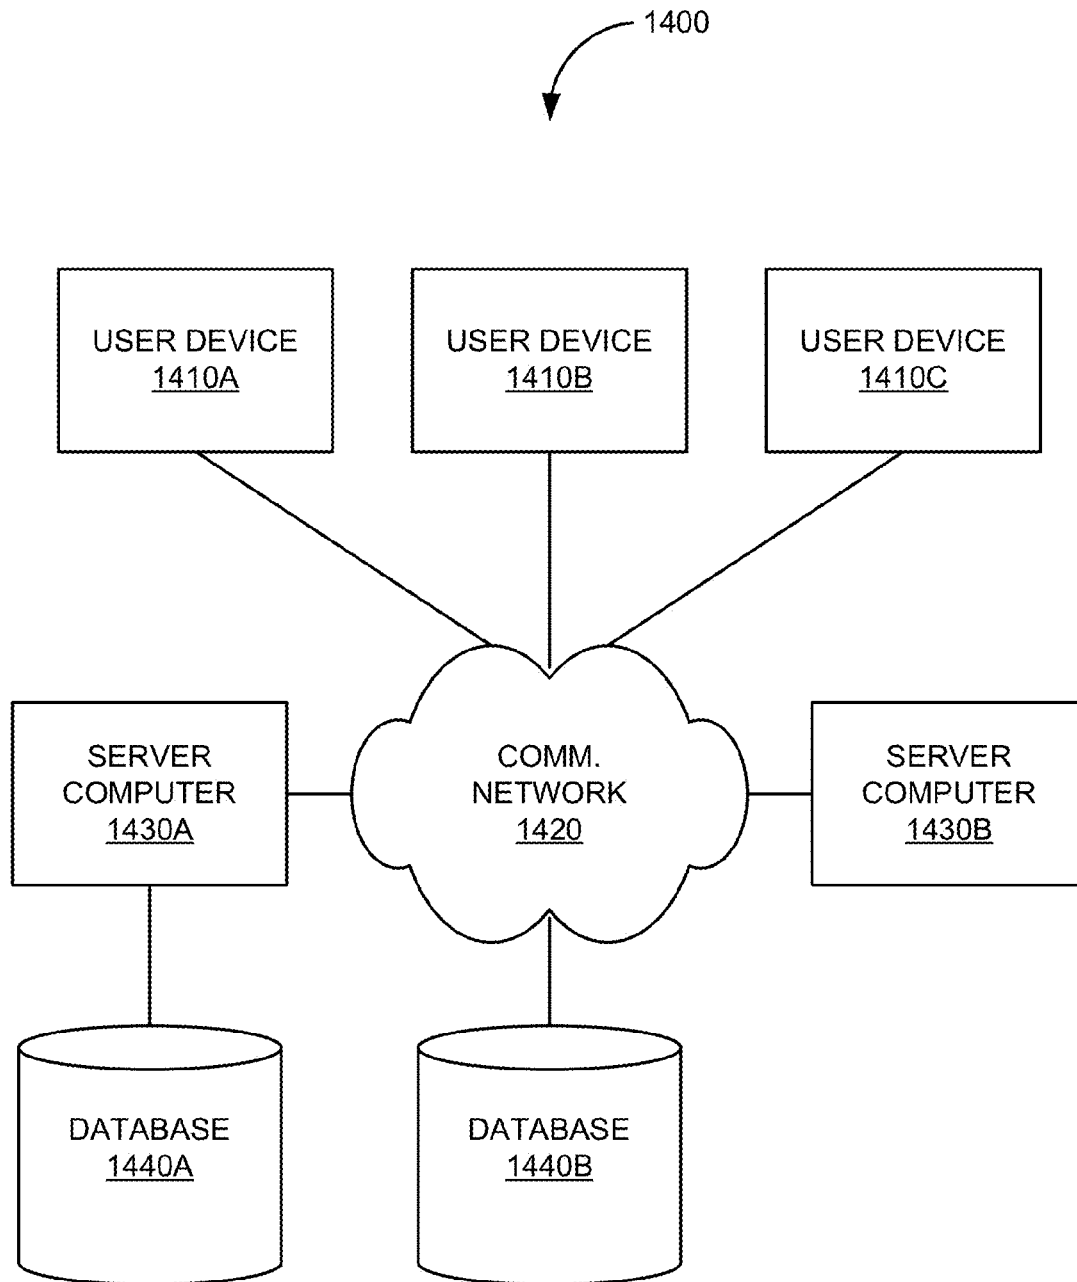 1400
USER DEVICE
1410A
USER DEVICE
1410B
USER DEVICE
1410C
SERVER
COMPUTER
1430A
COMM.
NETWORK
1420
SERVER
COMPUTER
1430B
DATABASE
1440A
DATABASE
1440B